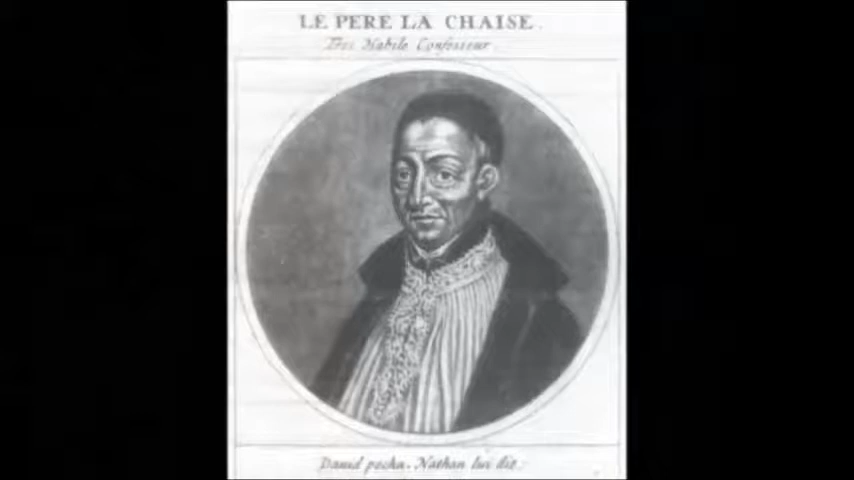 LE PERE LA CHAISE.
Tres Habile Confesseur.
David pecha. Nathan lui dit.